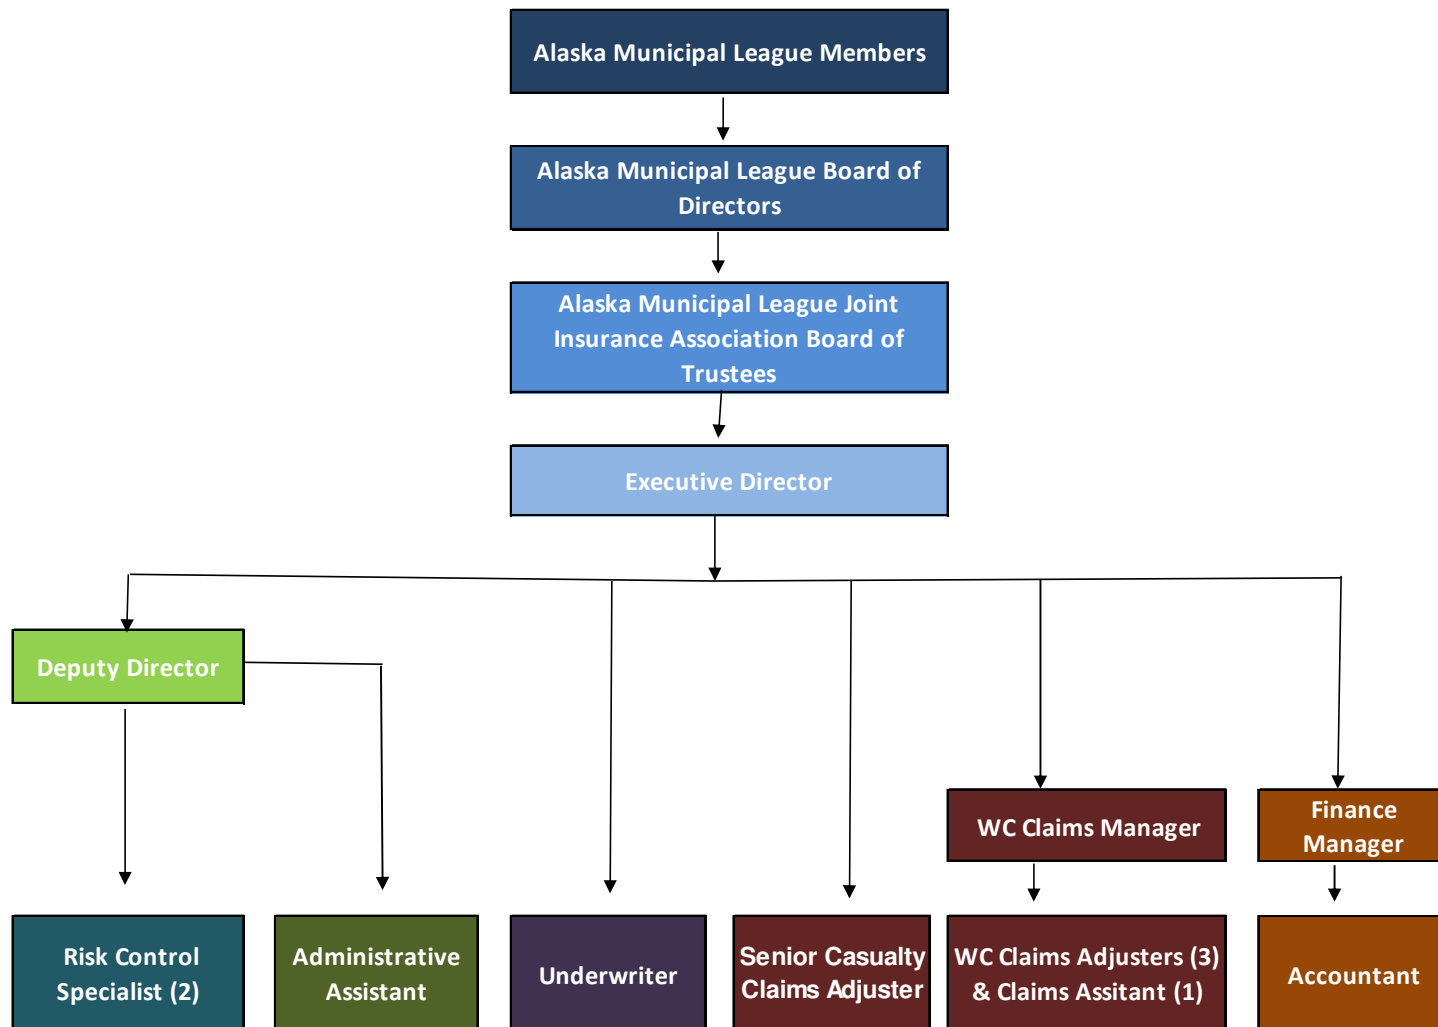 Alaska Municipal League Members
Alaska Municipal League Board of
Directors
Alaska Municipal League Joint
Insurance Association Board of
Trustees
Executive Director
Deputy Director
WC Claims Manager
Finance
Manager
Risk Control
Specialist (2)
Administrative
Assistant
Underwriter
Senior Casualty
Claims Adjuster
WC Claims Adjusters (3)
& Claims Assitant (1)
Accountant